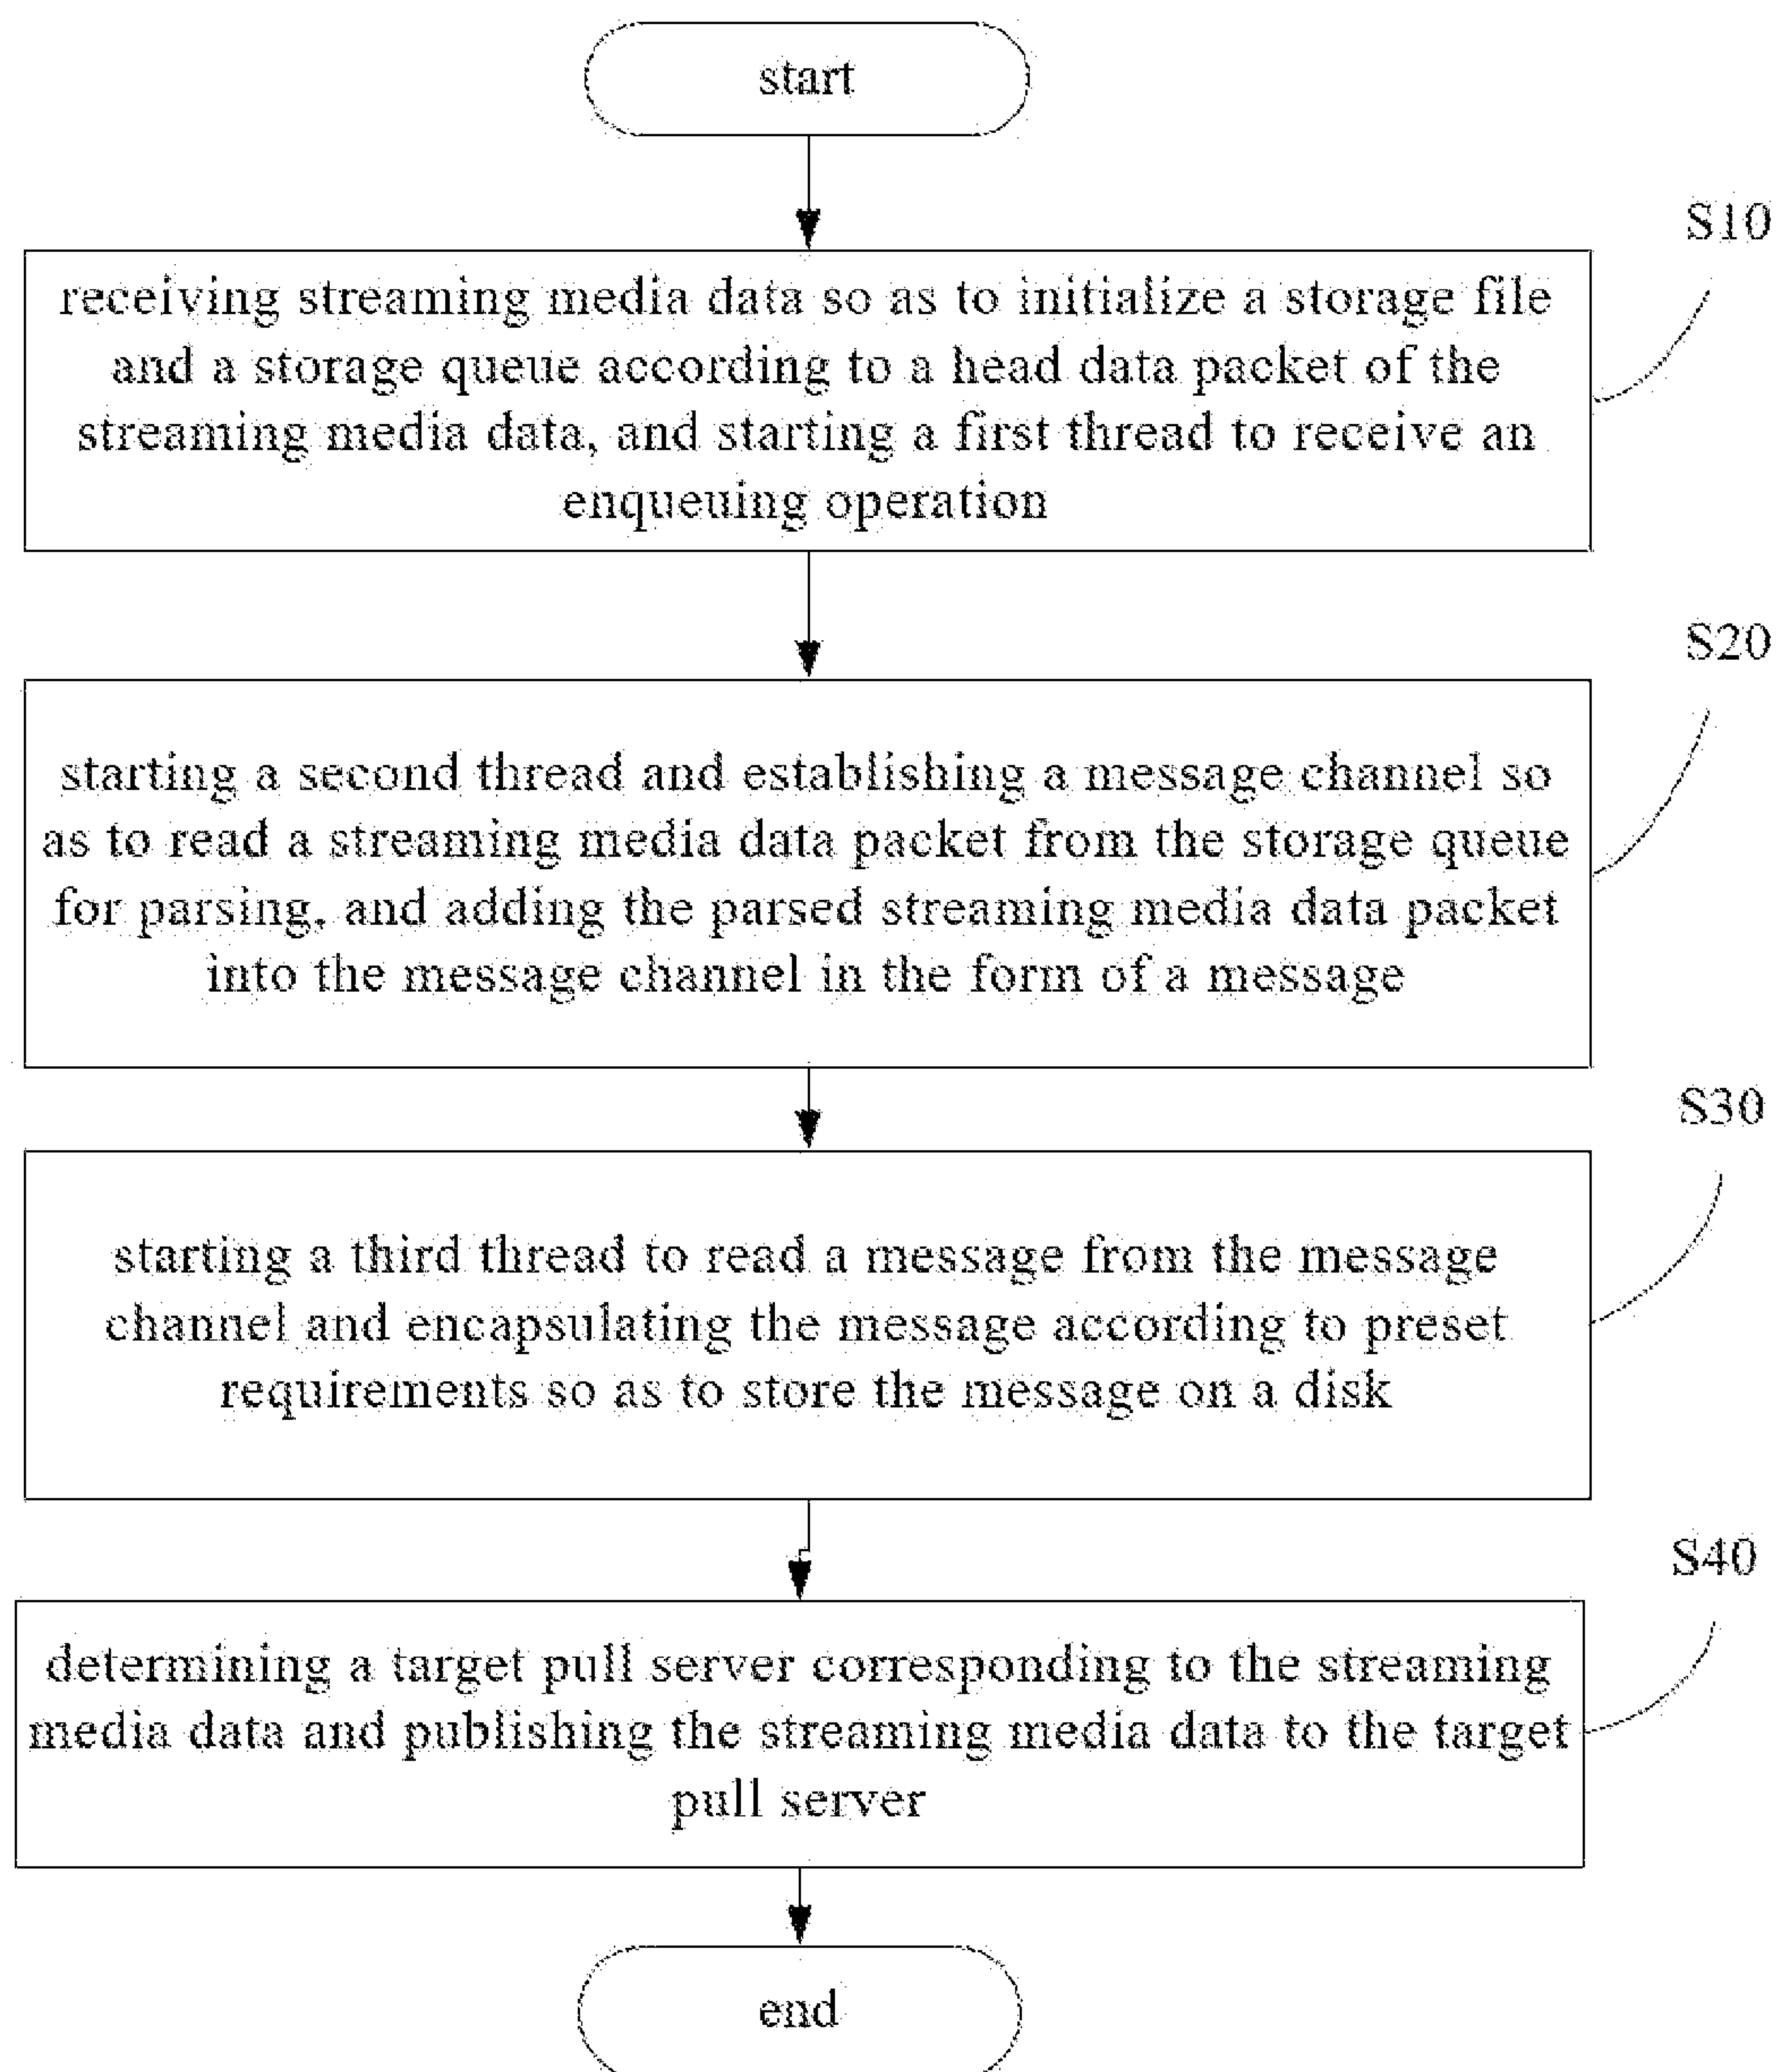 start
S10
receiving streaming media data so as to initialize a storage file
and a storage queue according to a head data packet of the
streaming media data, and starting a first thread to receive an
enqueuing operation
S20
starting a second thread and establishing a message channel so
as to read a streaming media data packet from the storage queue
for parsing, and adding the parsed streaming media data packet
into the message channel in the form of a message
S30
starting a third thread to read a message from the message
channel and encapsulating the message according to preset
requirements so as to store the message on a disk
S40
determining a target pull server corresponding to the streaming
media data and publishing the streaming media data to the target
pull server
end